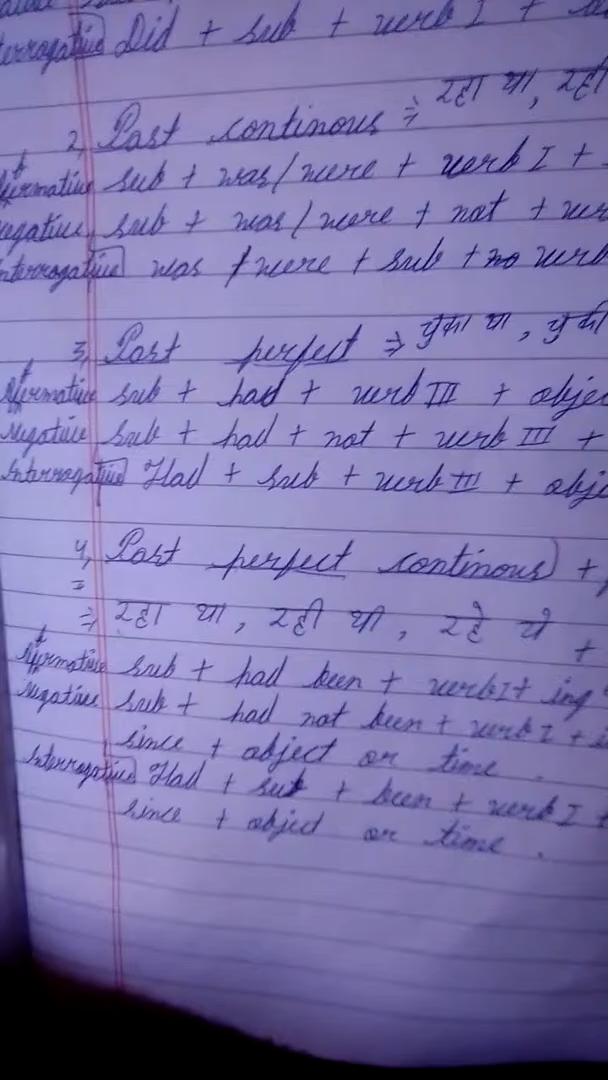 Did + sub + verb I +
2, Past continous ⇒ रहा था, रही
Affirmative sub + was/were + verb I +
Negative sub + was/were + not +
Interrogative was/were + sub + verb
3, Past perfect ⇒ चुका था,
Affirmative sub + had + verb III +
Negative sub + had + not + verb III +
Interrogative Had + sub + verb III +
4, Past perfect continous +
⇒ रहा था, रही थी, रहे थे +
Affirmative sub + had been + verb I + ing
Negative sub + had not been + verb I +
since + object or time.
Interrogative Had + sub + been + verb I +
since + object or time.